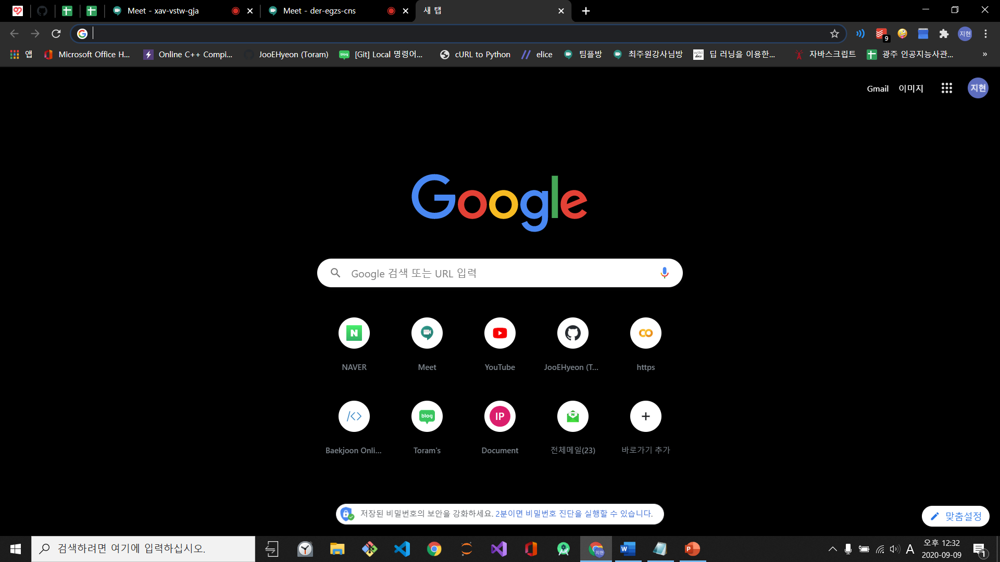 Meet - xav-vstw-gja
Meet - der-egzs-cns
새 탭
9
지현
앱
Microsoft Office H...
Online C++ Compi...
JooEHyeon (Toram)
blog
[Git] Local 명령어...
cURL to Python
elice
팀플방
최주원강사님방
wiki docs
딥 러닝을 이용한...
자바스크립트
광주 인공지능사관...
»
Gmail
이미지
지현
Google
Google 검색 또는 URL 입력
N
NAVER
Meet
YouTube
JooEHyeon (T...
https
Baekjoon Onli...
blog
Toram's
IP
Document
N
전체메일(23)
바로가기 추가
저장된 비밀번호의 보안을 강화하세요. 2분이면 비밀번호 진단을 실행할 수 있습니다.
맞춤설정
검색하려면 여기에 입력하십시오.
지현
W
P
A
오후 12:32
2020-09-09
1